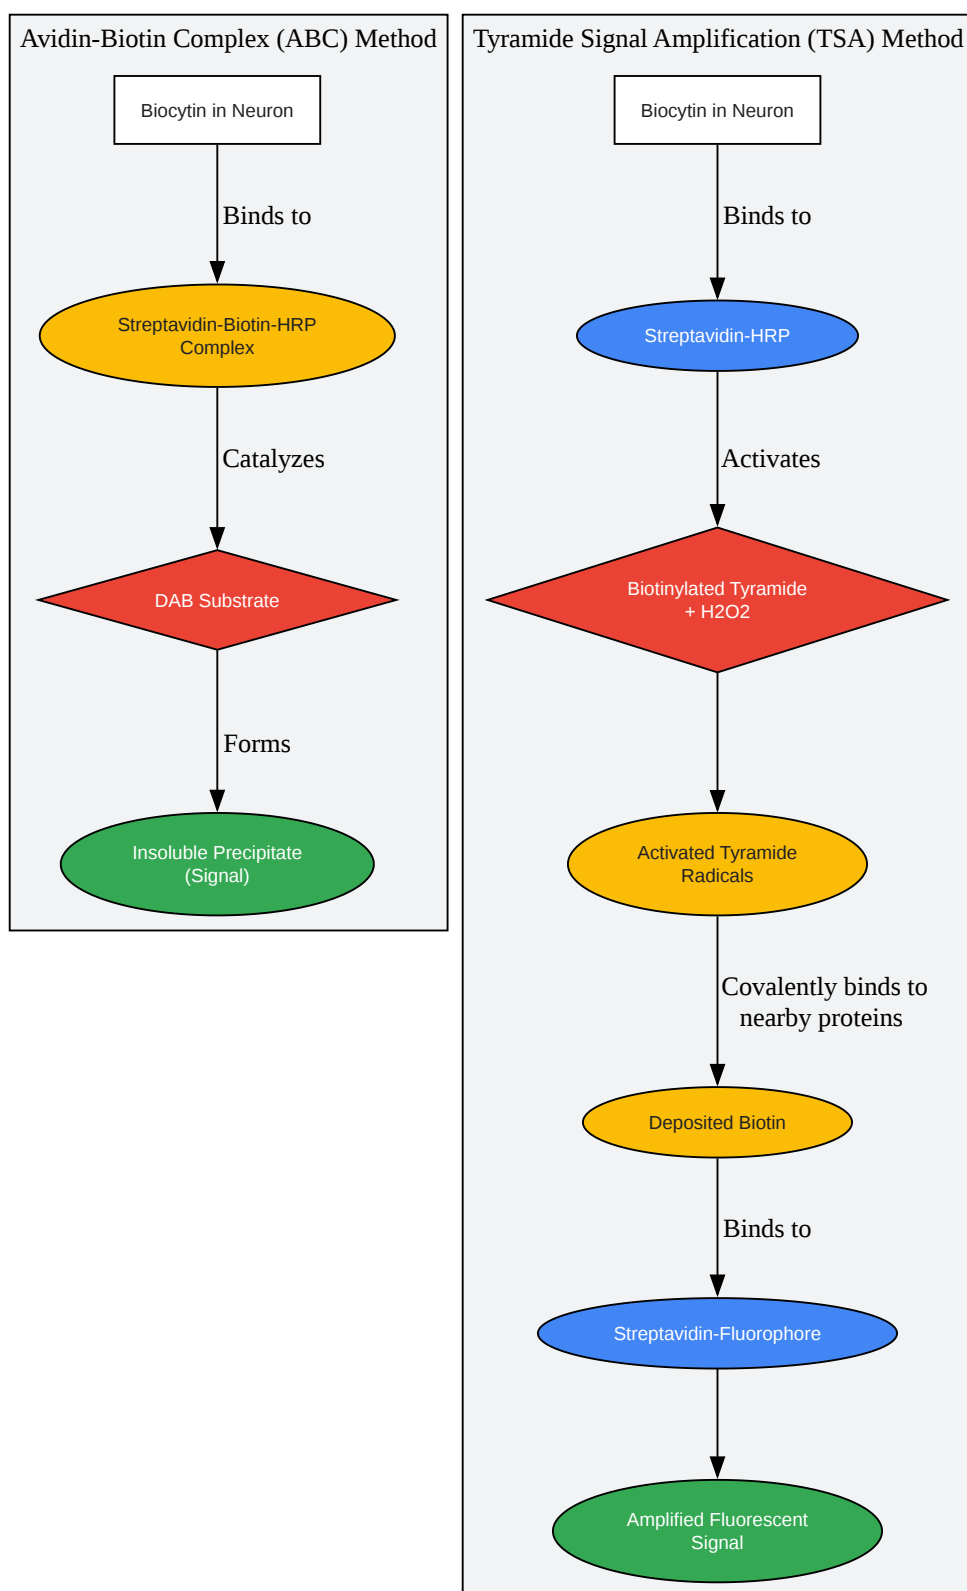 Avidin-Biotin Complex (ABC) Method
Biocytin in Neuron
Binds to
Streptavidin-Biotin-HRP
Complex
Catalyzes
DAB Substrate
Forms
Insoluble Precipitate
(Signal)
Tyramide Signal Amplification (TSA) Method
Biocytin in Neuron
Binds to
Streptavidin-HRP
Activates
Biotinylated Tyramide
+ H2O2
Activated Tyramide
Radicals
Covalently binds to
nearby proteins
Deposited Biotin
Binds to
Streptavidin-Fluorophore
Amplified Fluorescent
Signal